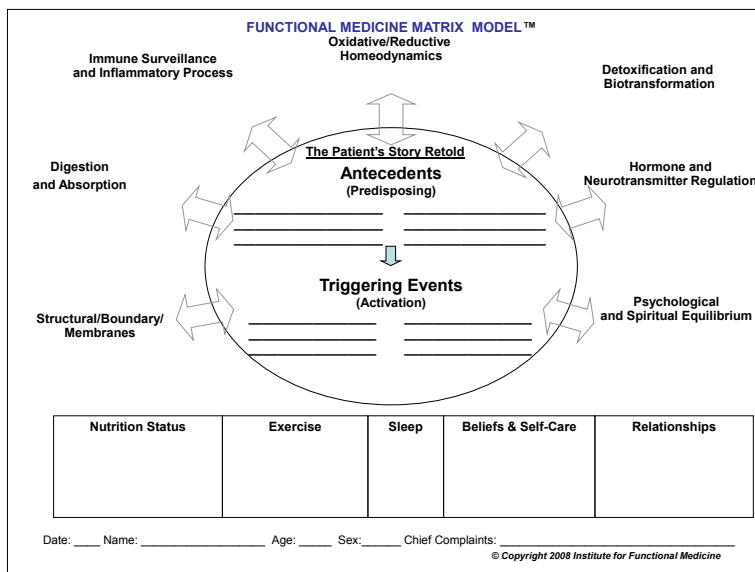 FUNCTIONAL MEDICINE MATRIX MODEL™
Oxidative/Reductive
Homeodynamics
Immune Surveillance
and Inflammatory Process
Detoxification and
Biotransformation
The Patient's Story Retold
Antecedents
(Predisposing)
Digestion
and Absorption
Hormone and
Neurotransmitter Regulation
Triggering Events
(Activation)
Structural/Boundary/
Membranes
Psychological
and Spiritual Equilibrium
Nutrition Status Exercise Sleep Beliefs & Self-Care Relationships
Date: ____ Name: ____________________ Age: _____ Sex:______ Chief Complaints: ______________________________________
© Copyright 2008 Institute for Functional Medicine